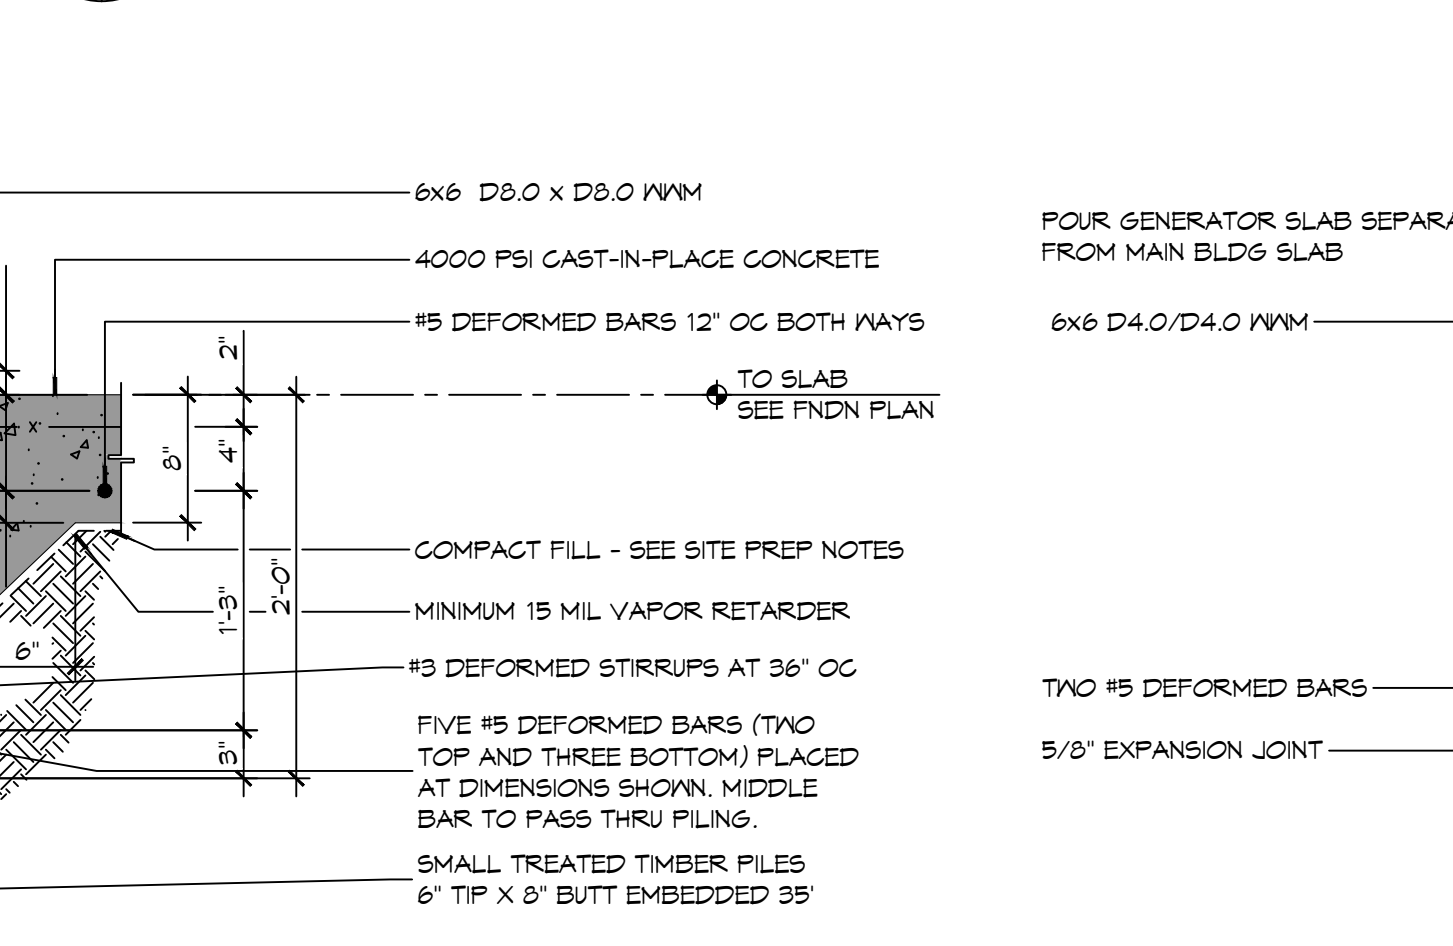 6x6 D8.0 x D8.0 WWM
4000 PSI CAST-IN-PLACE CONCRETE
#5 DEFORMED BARS 12" OC BOTH WAYS
2"
TO SLAB
SEE FNDN PLAN
x
8"
4"
COMPACT FILL - SEE SITE PREP NOTES
1'-3"
2'-0"
MINIMUM 15 MIL VAPOR RETARDER
6"
#3 DEFORMED STIRRUPS AT 36" OC
FIVE #5 DEFORMED BARS (TWO
TOP AND THREE BOTTOM) PLACED
AT DIMENSIONS SHOWN. MIDDLE
BAR TO PASS THRU PILING.
3"
SMALL TREATED TIMBER PILES
6" TIP X 8" BUTT EMBEDDED 35'
POUR GENERATOR SLAB SEPARA
FROM MAIN BLDG SLAB
6x6 D4.0/D4.0 WWM
TWO #5 DEFORMED BARS
5/8" EXPANSION JOINT